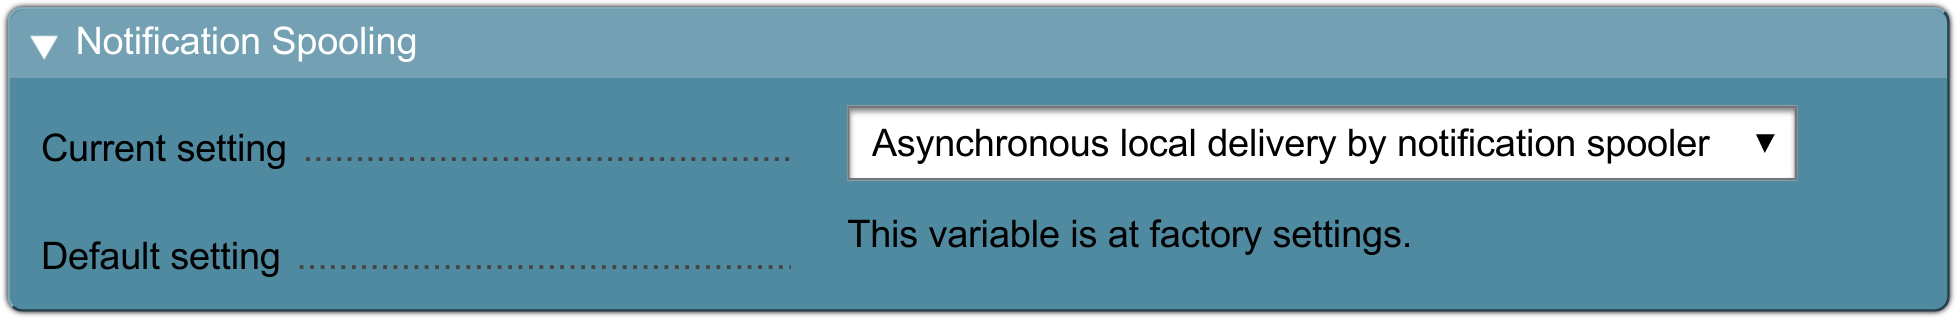 Notification Spooling
Current setting
Asynchronous local delivery by notification spooler
Default setting
This variable is at factory settings.